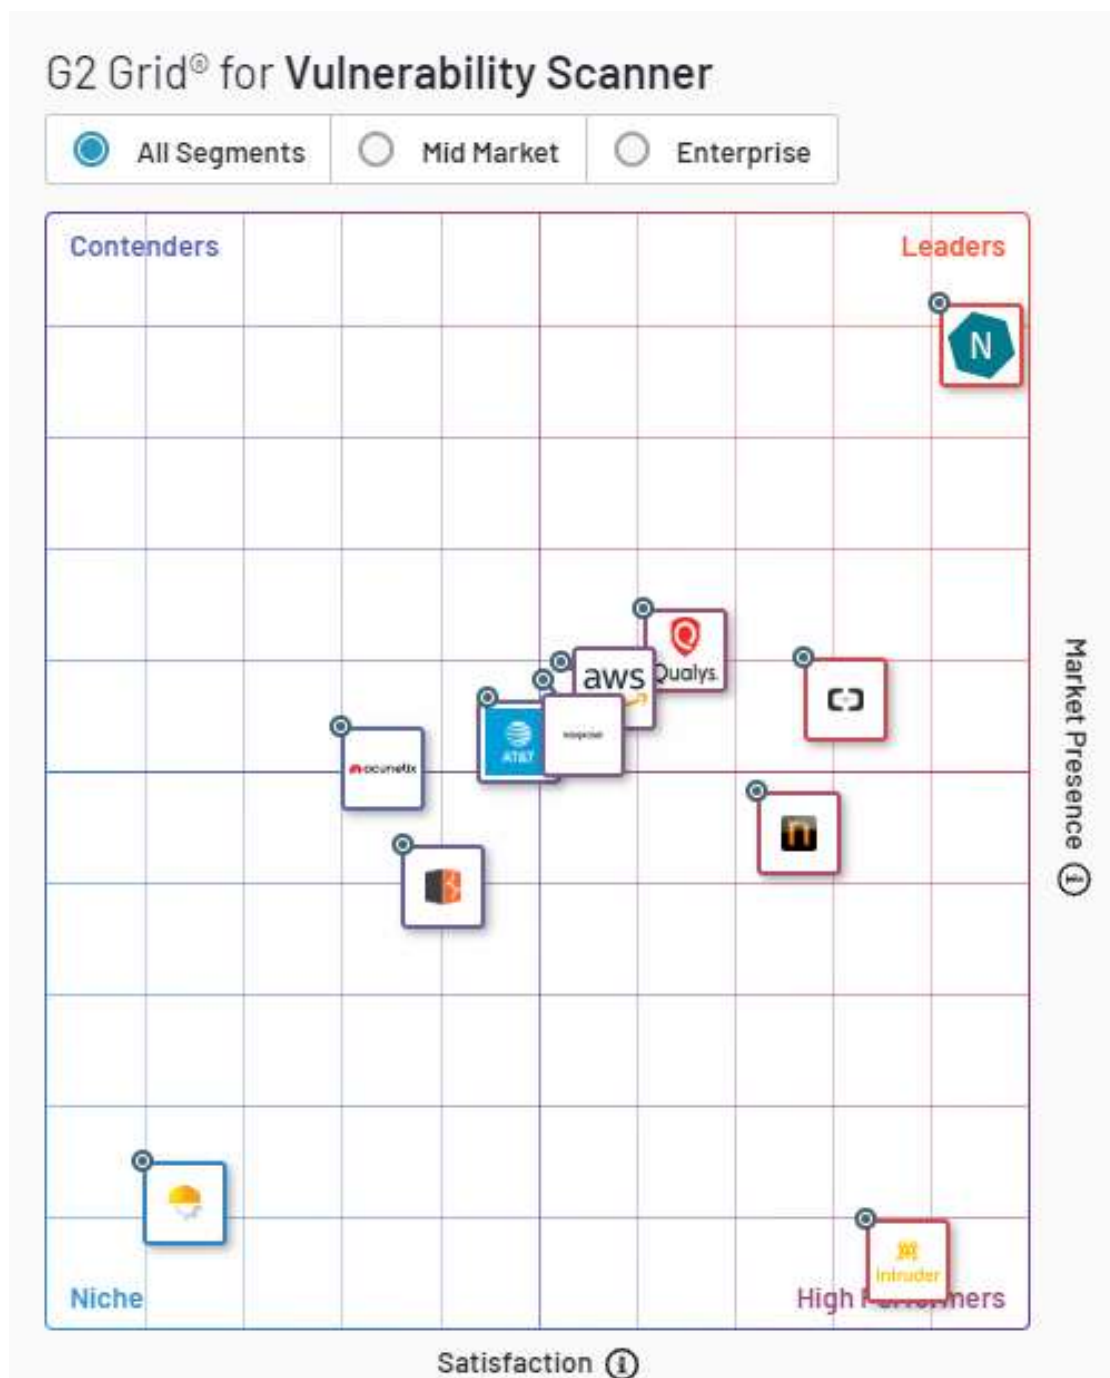 G2 Grid® for Vulnerability Scanner
All Segments
Mid Market
Enterprise
Contenders
Leaders
N
Qualys.
aws
AT&T
acunetix
n
Market Presence
intruder
Niche
High Performers
Satisfaction